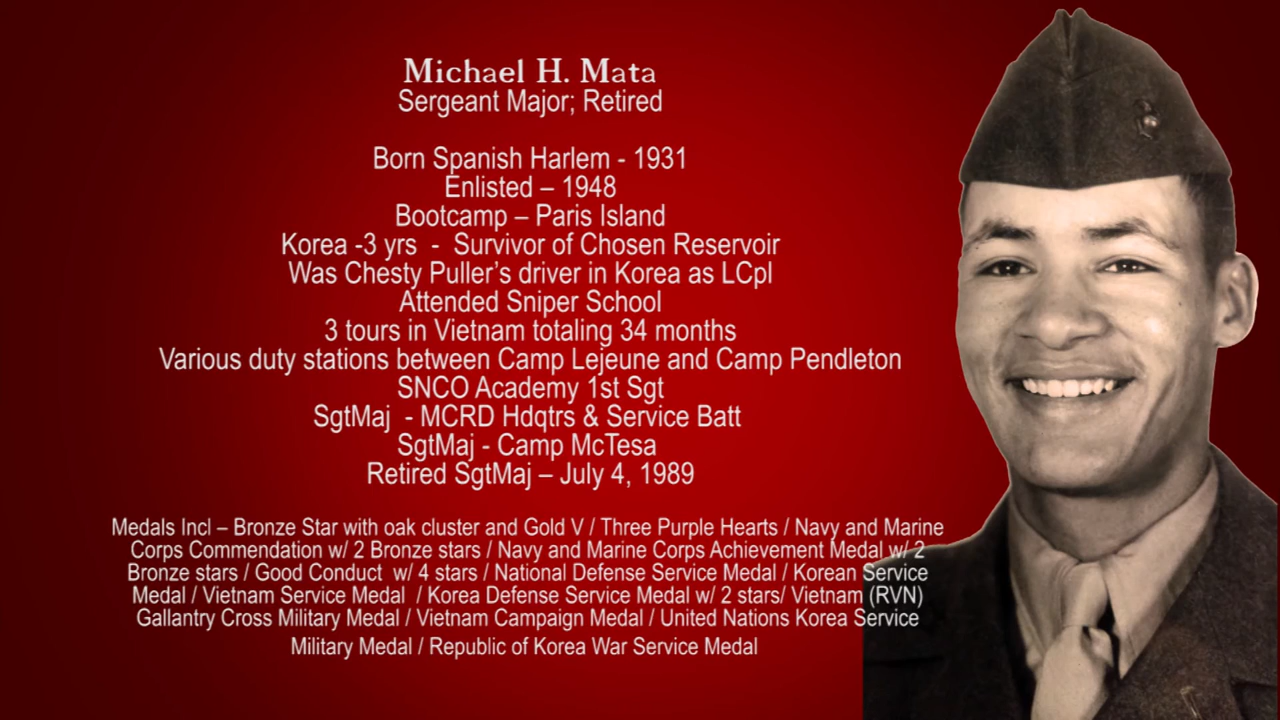 Michael H. Mata
Sergeant Major; Retired
Born Spanish Harlem - 1931
Enlisted – 1948
Bootcamp – Paris Island
Korea -3 yrs - Survivor of Chosen Reservoir
Was Chesty Puller's driver in Korea as LCpl
Attended Sniper School
3 tours in Vietnam totaling 34 months
Various duty stations between Camp Lejeune and Camp Pendleton
SNCO Academy 1st Sgt
SgtMaj - MCRD Hdqtrs & Service Batt
SgtMaj - Camp McTesa
Retired SgtMaj – July 4, 1989
Medals Incl – Bronze Star with oak cluster and Gold V / Three Purple Hearts / Navy and Marine
Corps Commendation w/ 2 Bronze stars / Navy and Marine Corps Achievement Medal w/ 2
Bronze stars / Good Conduct w/ 4 stars / National Defense Service Medal / Korean Service
Medal / Vietnam Service Medal / Korea Defense Service Medal w/ 2 stars/ Vietnam (RVN)
Gallantry Cross Military Medal / Vietnam Campaign Medal / United Nations Korea Service
Military Medal / Republic of Korea War Service Medal